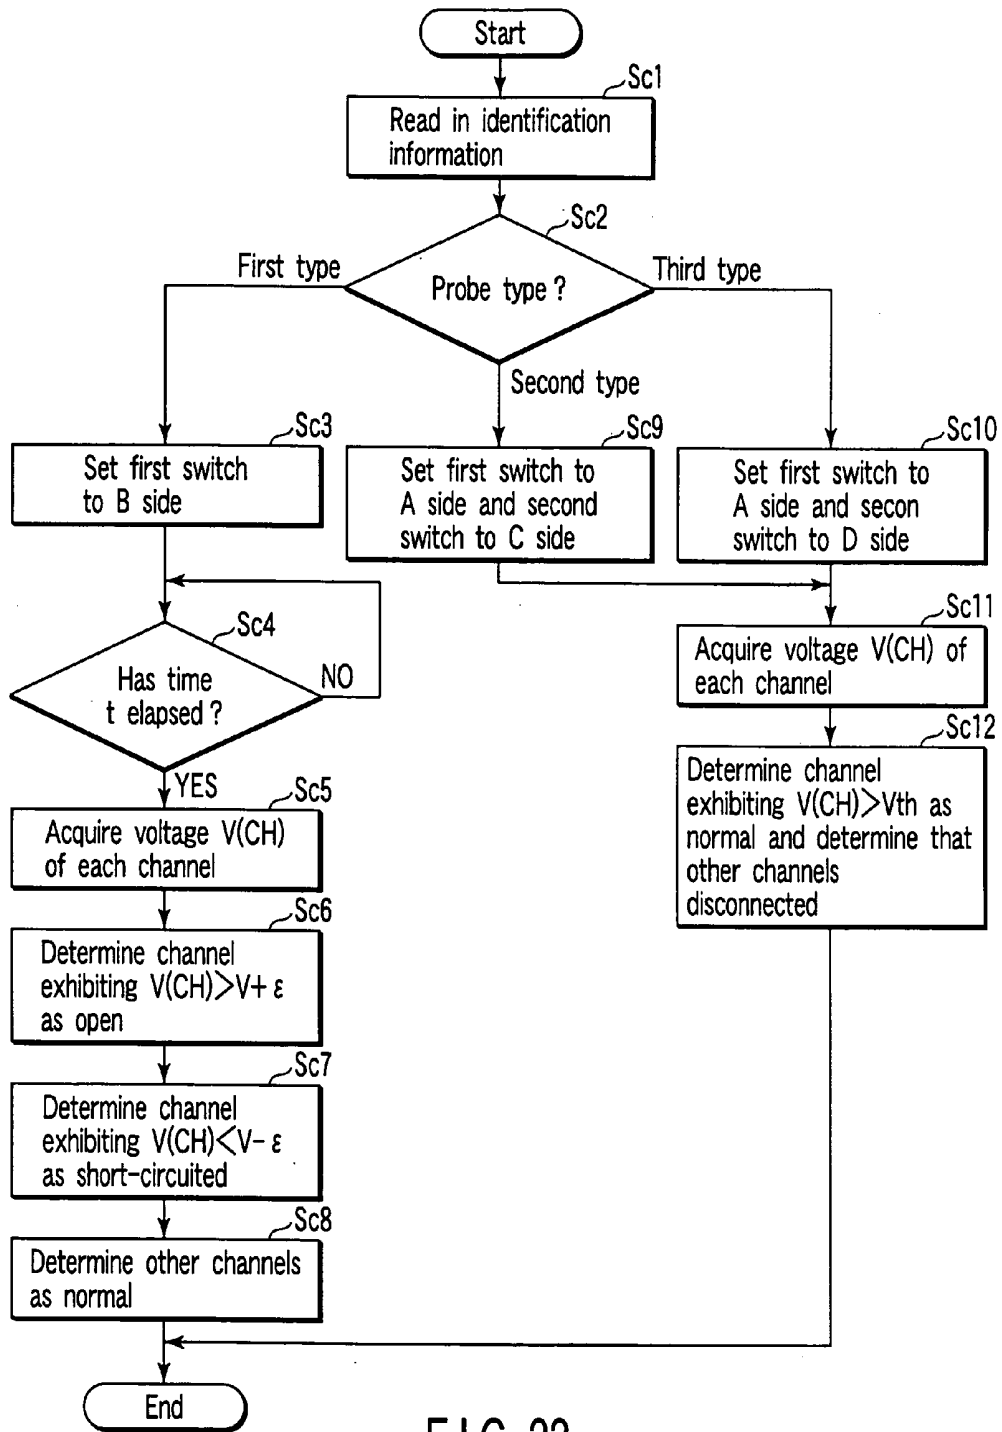 Start
Sc1
Read in identification
information
Sc2
First type
Probe type?
Third type
Second type
Sc3
Set first switch
to B side
Sc9
Set first switch to
A side and second
switch to C side
Sc10
Set first switch to
A side and secon
switch to D side
Sc4
Has time
t elapsed?
NO
YES
Sc11
Acquire voltage V(CH) of
each channel
Sc12
Determine channel
exhibiting V(CH)>Vth as
normal and determine that
other channels
disconnected
Sc5
Acquire voltage V(CH)
of each channel
Sc6
Determine channel
exhibiting V(CH)>V+ ε
as open
Sc7
Determine channel
exhibiting V(CH)<V- ε
as short-circuited
Sc8
Determine other channels
as normal
End